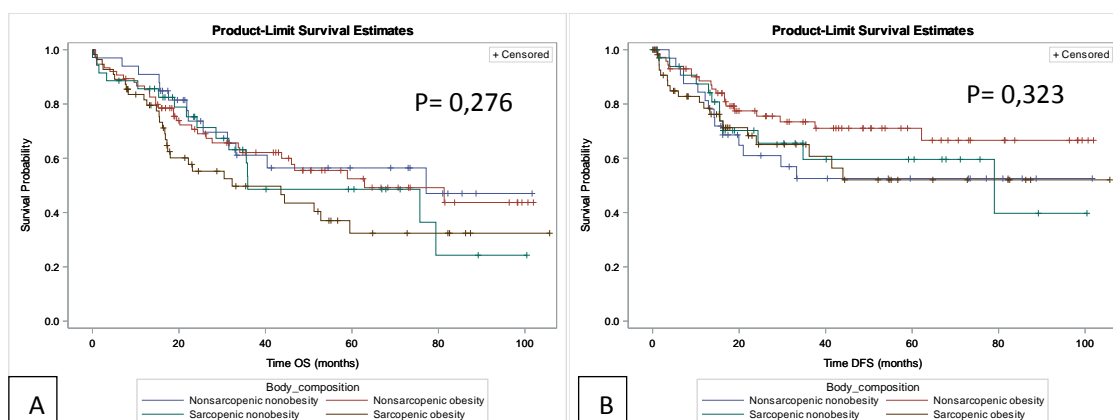 Product-Limit Survival Estimates
+ Censored
P= 0,276
Survival Probability
1.0
0.8
0.6
0.4
0.2
0.0
0 20 40 60 80 100
Time OS (months)
A
Body_composition
Nonsarcopenic nonobesity Nonsarcopenic obesity
Sarcopenic nonobesity Sarcopenic obesity
Product-Limit Survival Estimates
+ Censored
P= 0,323
Survival Probability
1.0
0.8
0.6
0.4
0.2
0.0
0 20 40 60 80 100
Time DFS (months)
B
Body_composition
Nonsarcopenic nonobesity Nonsarcopenic obesity
Sarcopenic nonobesity Sarcopenic obesity